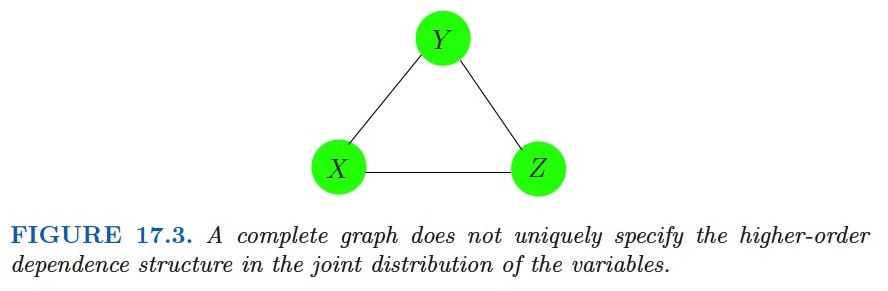 Y
X
Z
FIGURE 17.3. A complete graph does not uniquely specify the higher-order
dependence structure in the joint distribution of the variables.